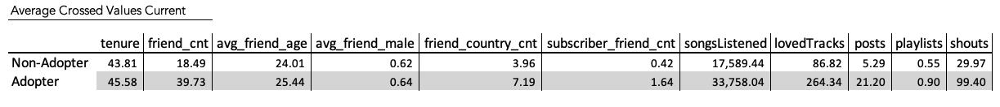 Average Crossed Values Current
tenure friend_cnt avg_friend_age avg_friend_male friend_country_cnt subscriber_friend_cnt songsListened lovedTracks posts playlists shouts
Non-Adopter 43.81 18.49 24.01 0.62 3.96 0.42 17,589.44 86.82 5.29 0.55 29.97
Adopter 45.58 39.73 25.44 0.64 7.19 1.64 33,758.04 264.34 21.20 0.90 99.40